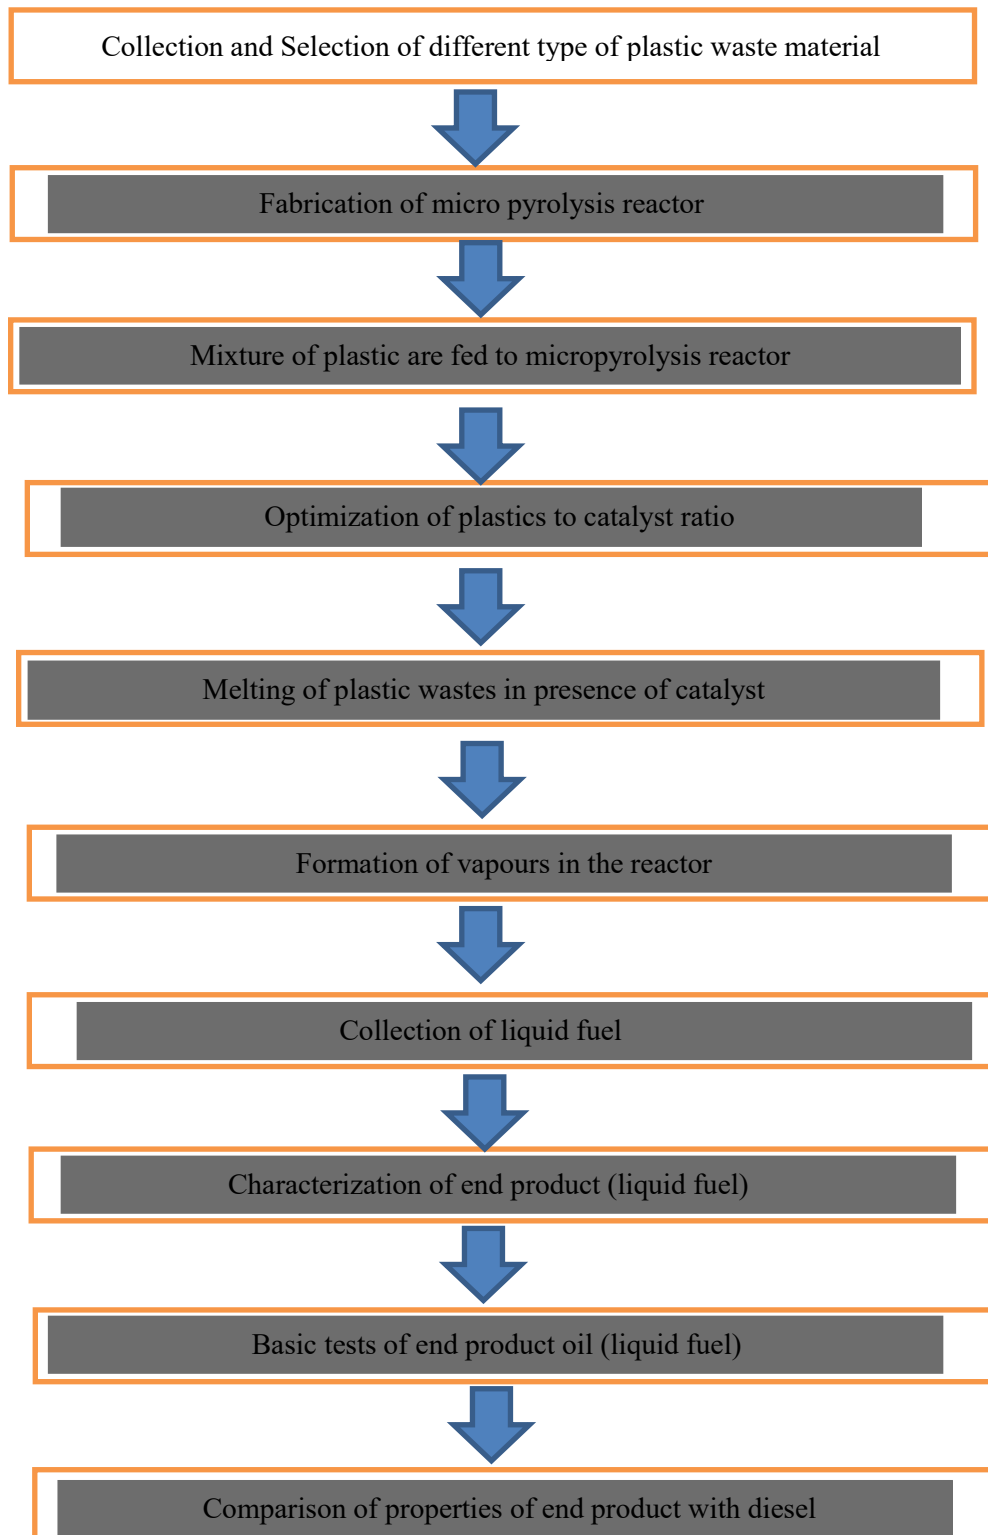 Collection and Selection of different type of plastic waste material
Fabrication of micro pyrolysis reactor
Mixture of plastic are fed to micropyrolysis reactor
Optimization of plastics to catalyst ratio
Melting of plastic wastes in presence of catalyst
Formation of vapours in the reactor
Collection of liquid fuel
Characterization of end product (liquid fuel)
Basic tests of end product oil (liquid fuel)
Comparison of properties of end product with diesel